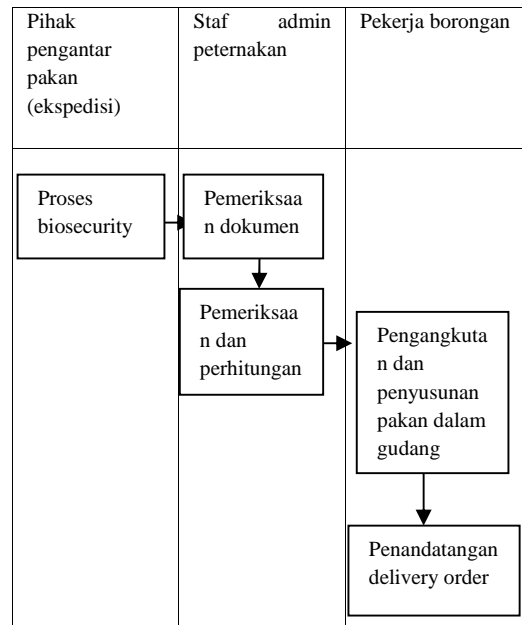 Pihak
pengantar
pakan
(ekspedisi)
Staf admin
peternakan
Pekerja borongan
Proses
biosecurity
Pemeriksaa
n dokumen
Pemeriksaa
n dan
perhitungan
Pengangkuta
n dan
penyusunan
pakan dalam
gudang
Penandatangan
delivery order